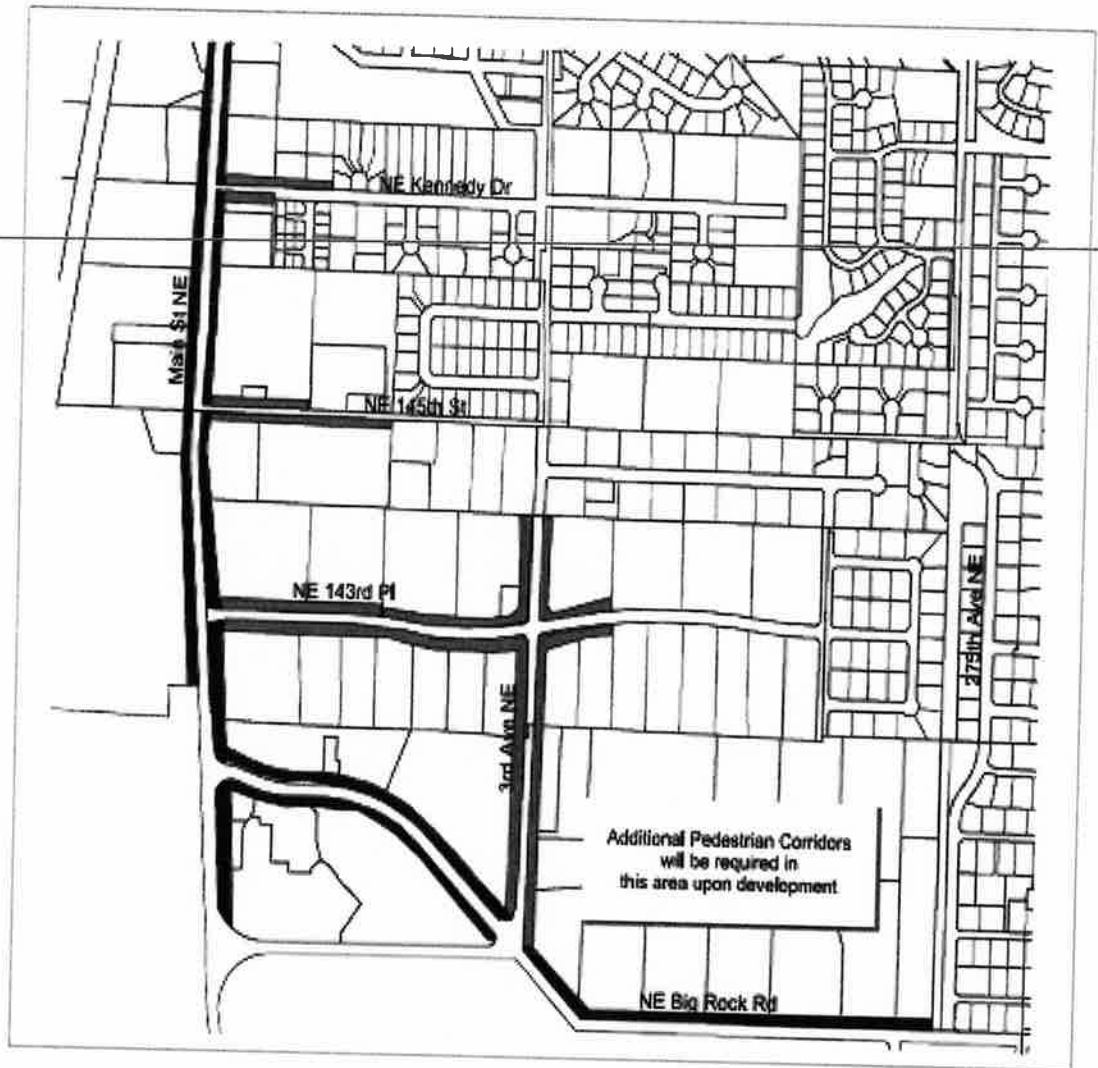 NE Kennedy Dr
Main St NE
NE 145th St
NE 143rd Pl
275th Ave NE
3rd Ave NE
Additional Pedestrian Corridors
will be required in
this area upon development
NE Big Rock Rd